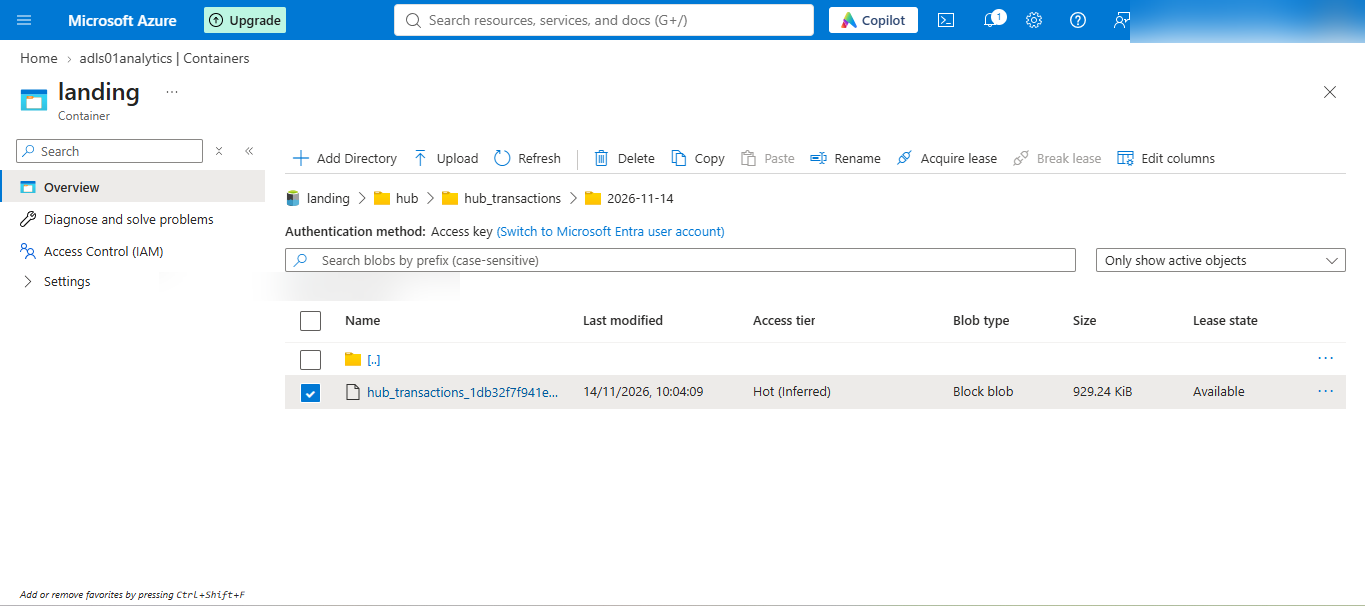 Microsoft Azure
Upgrade
Search resources, services, and docs (G+/)
Copilot
1
Home > adls01analytics | Containers
landing ...
Container
Search
Overview
Diagnose and solve problems
Access Control (IAM)
Settings
Add Directory Upload Refresh Delete Copy Paste Rename Acquire lease Break lease Edit columns
landing > hub > hub_transactions > 2026-11-14
Authentication method: Access key (Switch to Microsoft Entra user account)
Search blobs by prefix (case-sensitive)
Only show active objects
Name Last modified Access tier Blob type Size Lease state
[..]
hub_transactions_1db32f7f941e... 14/11/2026, 10:04:09 Hot (Inferred) Block blob 929.24 KiB Available
Add or remove favorites by pressing Ctrl+Shift+F